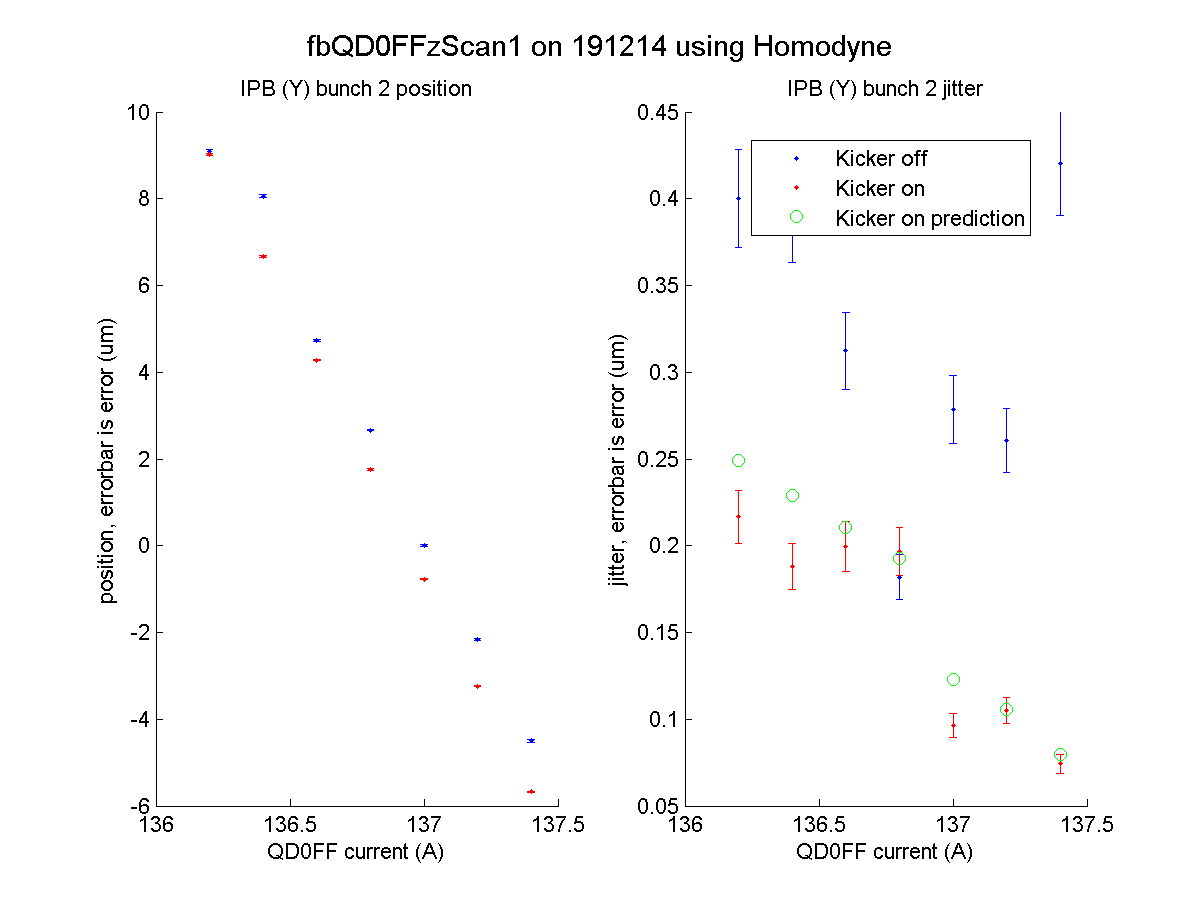 fbQD0FFzScan1 on 191214 using Homodyne
IPB (Y) bunch 2 position
10
8
6
4
2
0
-2
-4
-6
136
136.5
137
137.5
position, errorbar is error (um)
QD0FF current (A)
IPB (Y) bunch 2 jitter
0.45
0.4
0.35
0.3
0.25
0.2
0.15
0.1
0.05
136
136.5
137
137.5
jitter, errorbar is error (um)
QD0FF current (A)
Kicker off
Kicker on
Kicker on prediction